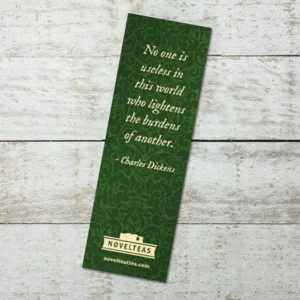 No one is
useless in
this world
who lightens
the burdens
of another.
- Charles Dickens
NOVELTEAS
novelteatins.com